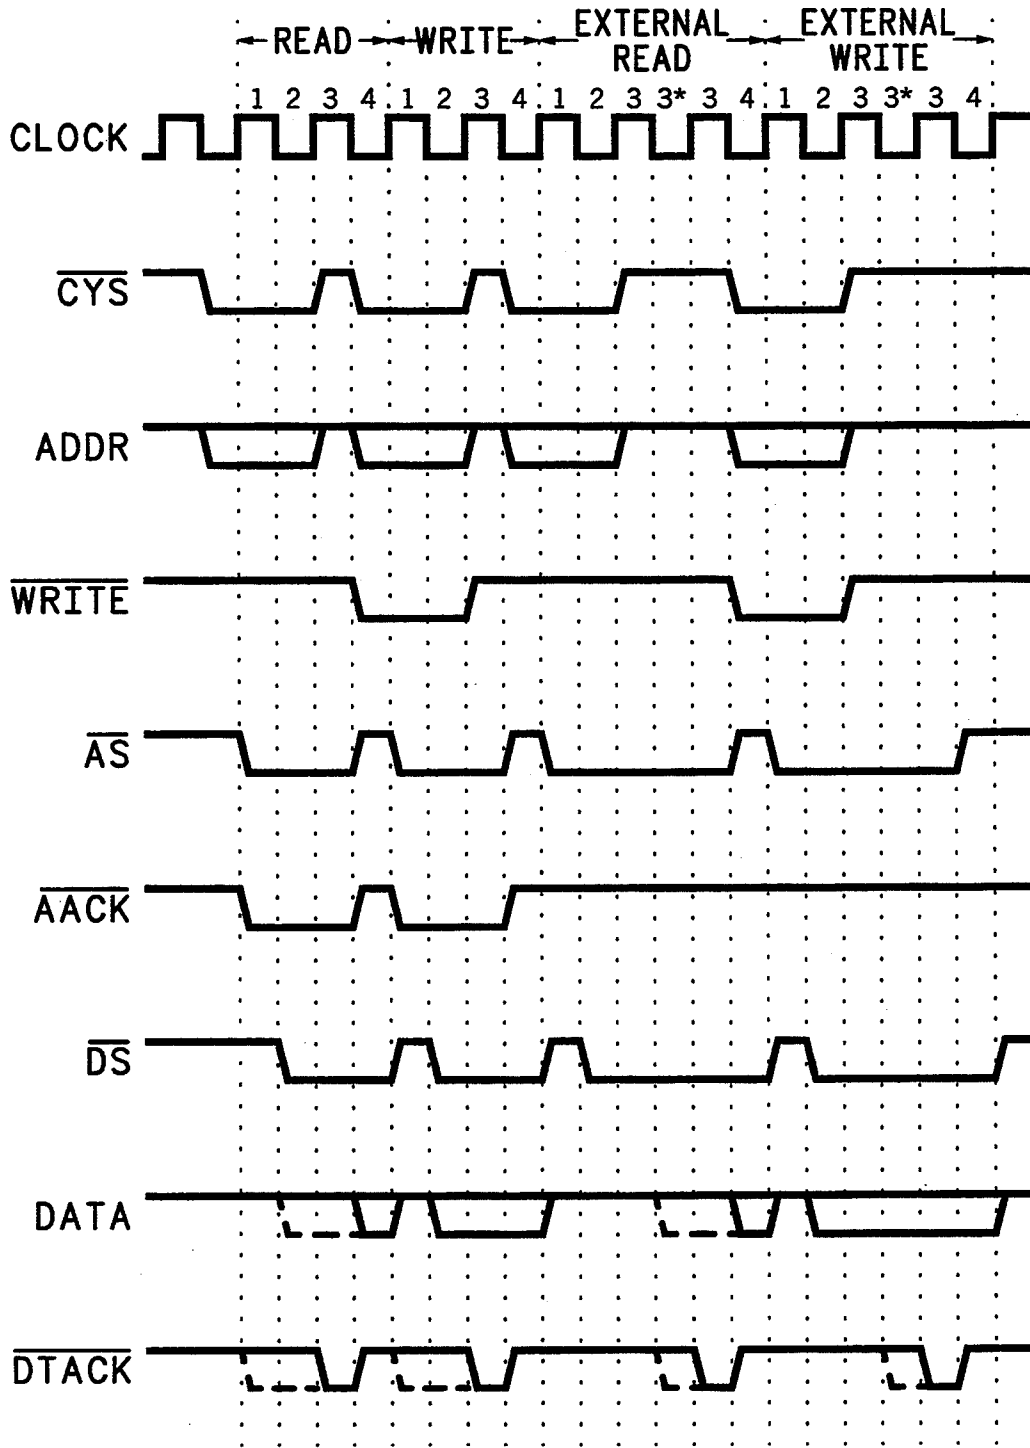 READ WRITE EXTERNAL READ EXTERNAL WRITE
1 2 3 4 1 2 3 4 1 2 3 3* 3 4 1 2 3 3* 3 4
CLOCK
CYS
ADDR
WRITE
AS
AACK
DS
DATA
DTACK